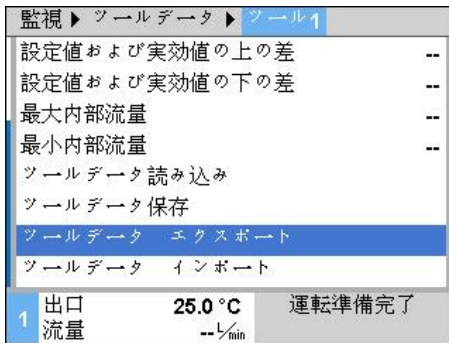 監視 ▶ ツールデータ ▶ ツール1
設定値および実効値の上の差 --
設定値および実効値の下の差 --
最大内部流量 --
最小内部流量 --
ツールデータ読み込み
ツールデータ保存
ツールデータ エクスポート
ツールデータ インポート
1 出口 25.0 °C 運転準備完了
流量 -- L/min